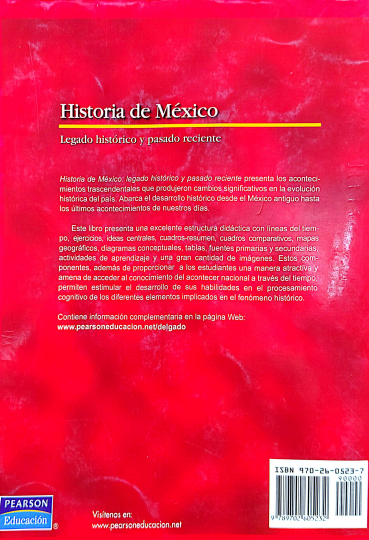 Historia de México
Legado histórico y pasado reciente
Historia de México: legado histórico y pasado reciente presenta los aconteci-
mientos trascendentales que produjeron cambios significativos en la evolución
histórica del país. Abarca el desarrollo histórico desde el México antiguo hasta
los últimos acontecimientos de nuestros días.
Este libro presenta una excelente estructura didáctica con líneas del tiem-
po, ejercicios, ideas centrales, cuadros-resumen, cuadros comparativos, mapas
geográficos, diagramas conceptuales, tablas, fuentes primarias y secundarias,
actividades de aprendizaje y una gran cantidad de imágenes. Estos com-
ponentes, además de proporcionar a los estudiantes una manera atractiva y
amena de acceder al conocimiento del acontecer nacional a través del tiempo,
permiten estimular el desarrollo de sus habilidades en el procesamiento
cognitivo de los diferentes elementos implicados en el fenómeno histórico.
Contiene información complementaria en la página Web:
www.pearsoneducacion.net/delgado
ISBN 970-26-0523-7
90000
9 789702 605232
PEARSON
Educación
®
Visítenos en:
www.pearsoneducacion.net